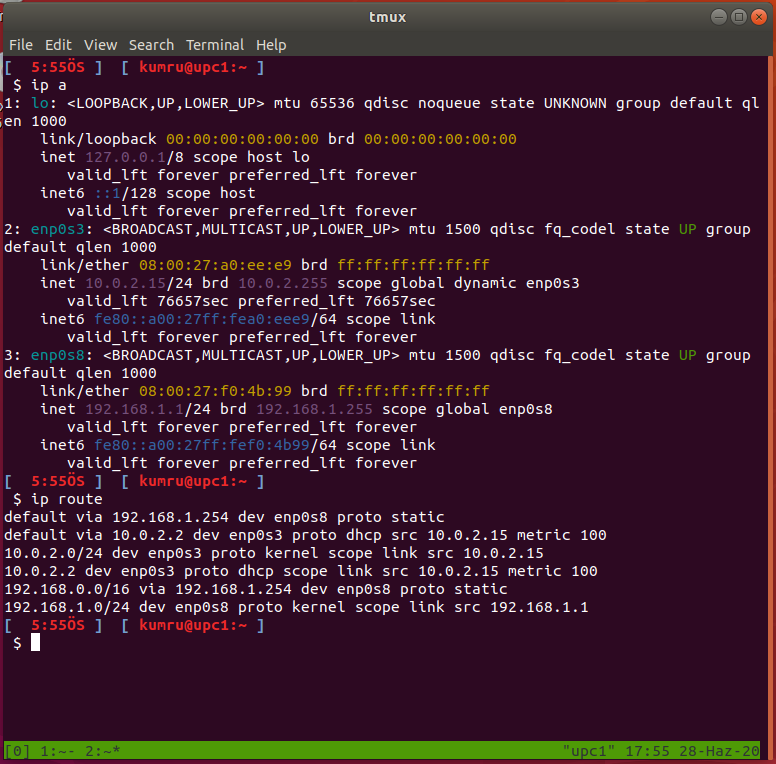 tmux
File Edit View Search Terminal Help
[  5:55ÖS ]  [ kumru@upc1:~ ]
 $ ip a
1: lo: <LOOPBACK,UP,LOWER_UP> mtu 65536 qdisc noqueue state UNKNOWN group default ql
en 1000
    link/loopback 00:00:00:00:00:00 brd 00:00:00:00:00:00
    inet 127.0.0.1/8 scope host lo
       valid_lft forever preferred_lft forever
    inet6 ::1/128 scope host
       valid_lft forever preferred_lft forever
2: enp0s3: <BROADCAST,MULTICAST,UP,LOWER_UP> mtu 1500 qdisc fq_codel state UP group
default qlen 1000
    link/ether 08:00:27:a0:ee:e9 brd ff:ff:ff:ff:ff:ff
    inet 10.0.2.15/24 brd 10.0.2.255 scope global dynamic enp0s3
       valid_lft 76657sec preferred_lft 76657sec
    inet6 fe80::a00:27ff:fea0:eee9/64 scope link
       valid_lft forever preferred_lft forever
3: enp0s8: <BROADCAST,MULTICAST,UP,LOWER_UP> mtu 1500 qdisc fq_codel state UP group
default qlen 1000
    link/ether 08:00:27:f0:4b:99 brd ff:ff:ff:ff:ff:ff
    inet 192.168.1.1/24 brd 192.168.1.255 scope global enp0s8
       valid_lft forever preferred_lft forever
    inet6 fe80::a00:27ff:fef0:4b99/64 scope link
       valid_lft forever preferred_lft forever
[  5:55ÖS ]  [ kumru@upc1:~ ]
 $ ip route
default via 192.168.1.254 dev enp0s8 proto static
default via 10.0.2.2 dev enp0s3 proto dhcp src 10.0.2.15 metric 100
10.0.2.0/24 dev enp0s3 proto kernel scope link src 10.0.2.15
10.0.2.2 dev enp0s3 proto dhcp scope link src 10.0.2.15 metric 100
192.168.0.0/16 via 192.168.1.254 dev enp0s8 proto static
192.168.1.0/24 dev enp0s8 proto kernel scope link src 192.168.1.1
[  5:55ÖS ]  [ kumru@upc1:~ ]
 $
[0] 1:~- 2:~* "upc1" 17:55 28-Haz-20